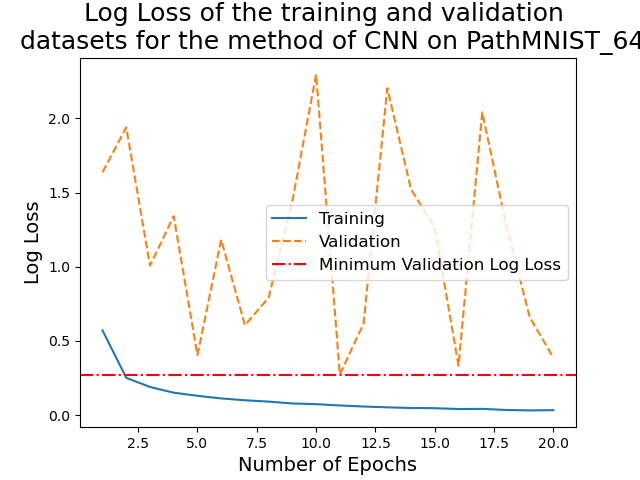 Log Loss of the training and validation
datasets for the method of CNN on PathMNIST_64
Log Loss
2.0
1.5
1.0
0.5
0.0
Training
Validation
Minimum Validation Log Loss
2.5 5.0 7.5 10.0 12.5 15.0 17.5 20.0
Number of Epochs